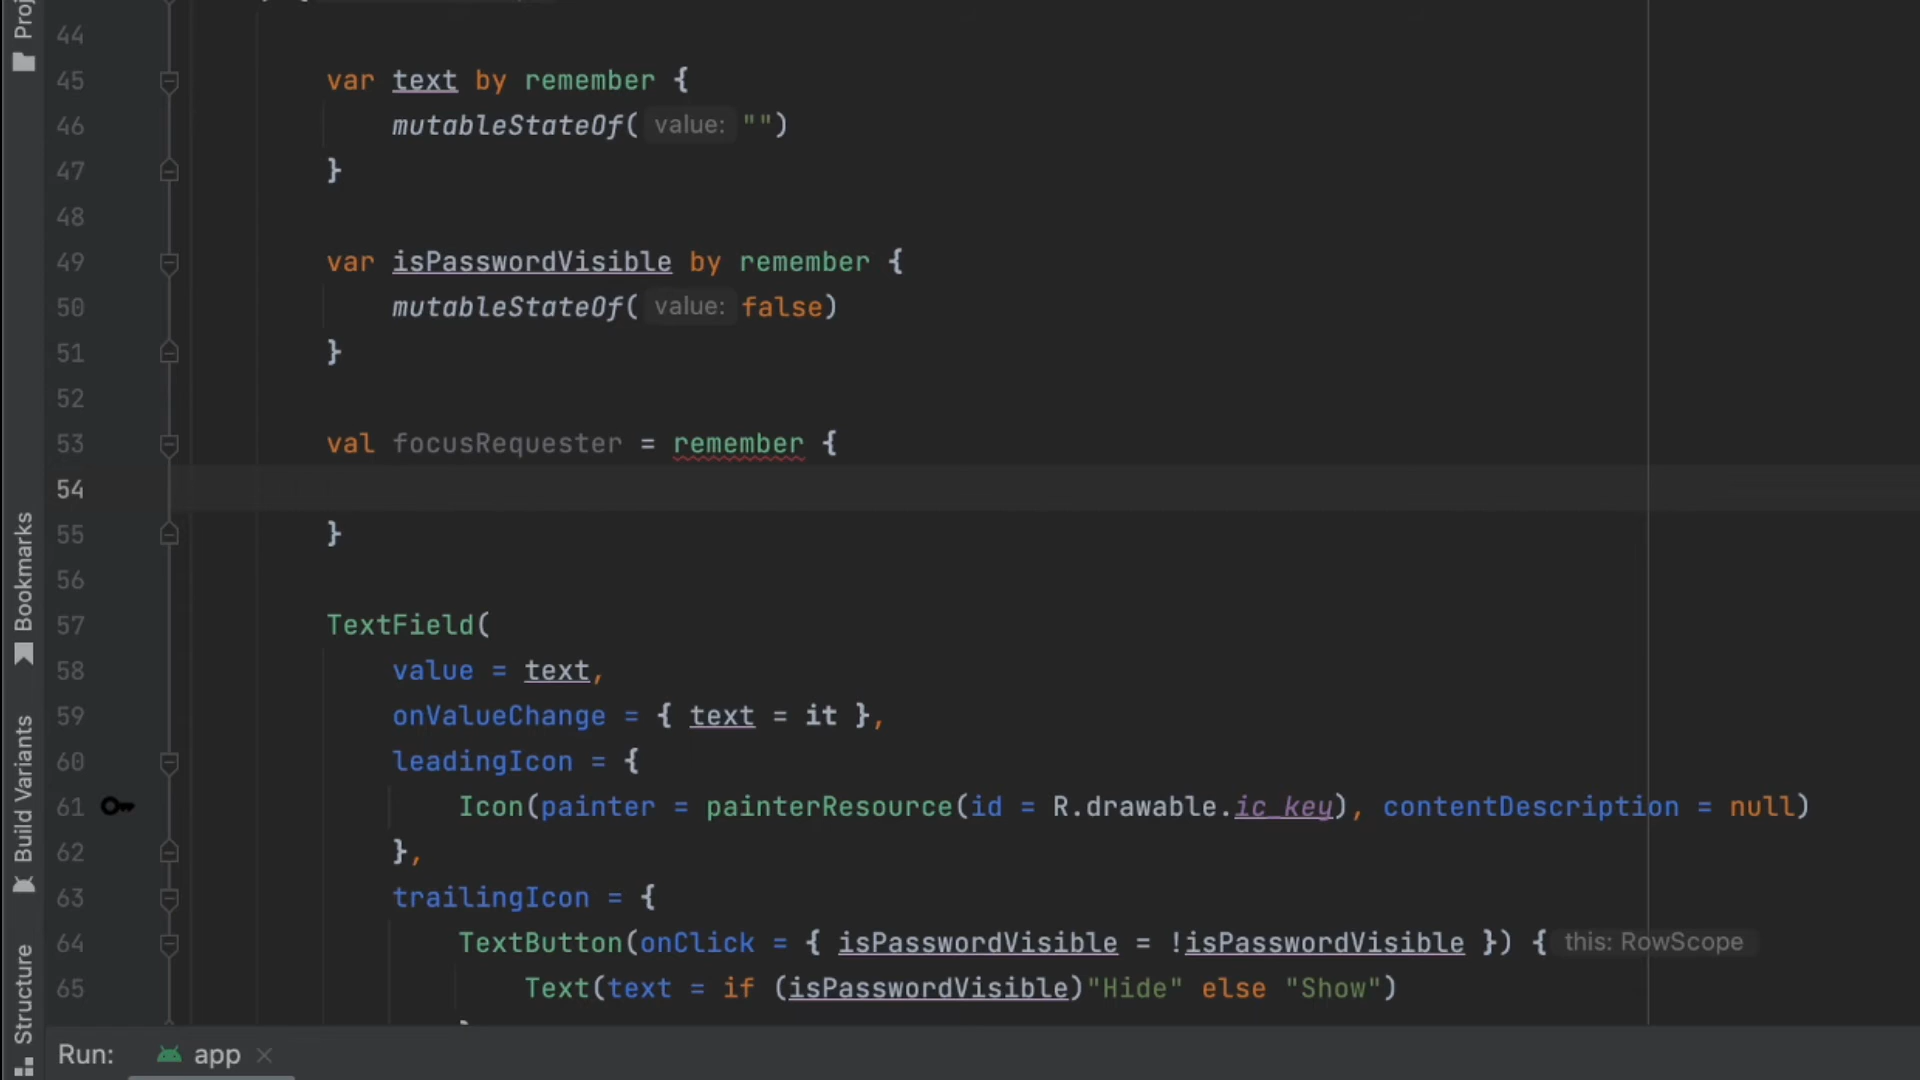 Proj
Bookmarks
Build Variants
Structure
44
45 var text by remember {
46 mutableStateOf( value: "")
47 }
48
49 var isPasswordVisible by remember {
50 mutableStateOf( value: false)
51 }
52
53 val focusRequester = remember {
54
55 }
56
57 TextField(
58 value = text,
59 onValueChange = { text = it },
60 leadingIcon = {
61 Icon(painter = painterResource(id = R.drawable.ic_key), contentDescription = null)
62 },
63 trailingIcon = {
64 TextButton(onClick = { isPasswordVisible = !isPasswordVisible }) { this: RowScope
65 Text(text = if (isPasswordVisible)"Hide" else "Show")
Run: app